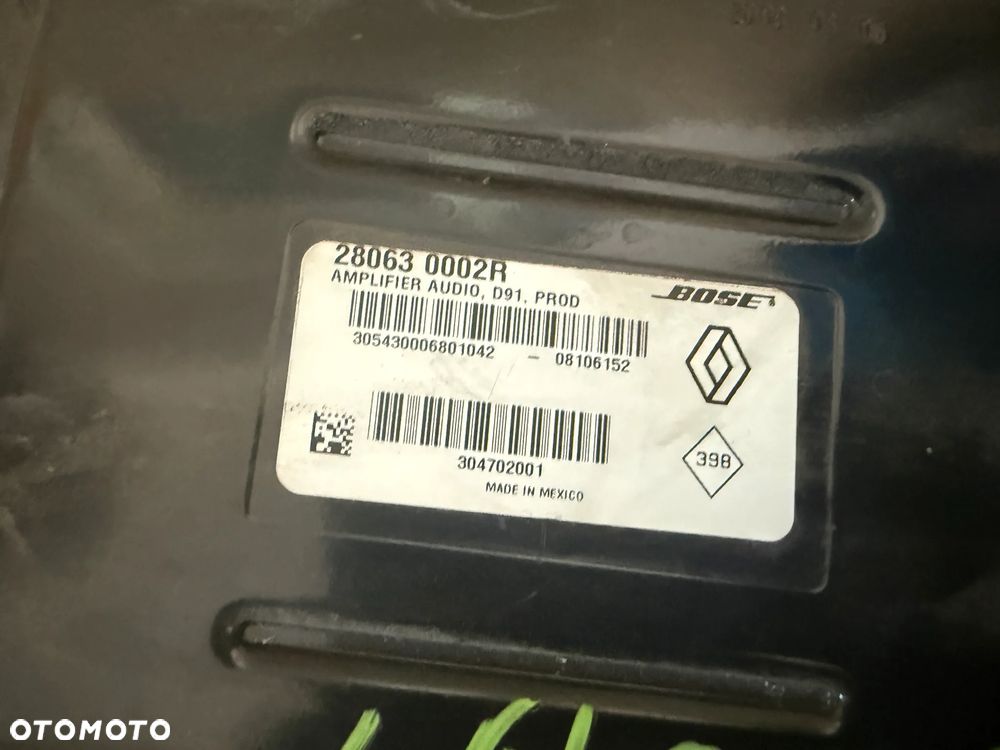 28063 0002R
AMPLIFIER AUDIO, D91, PROD
BOSE
305430006801042 - 08106152
398
304702001
MADE IN MEXICO
OTOMOTO